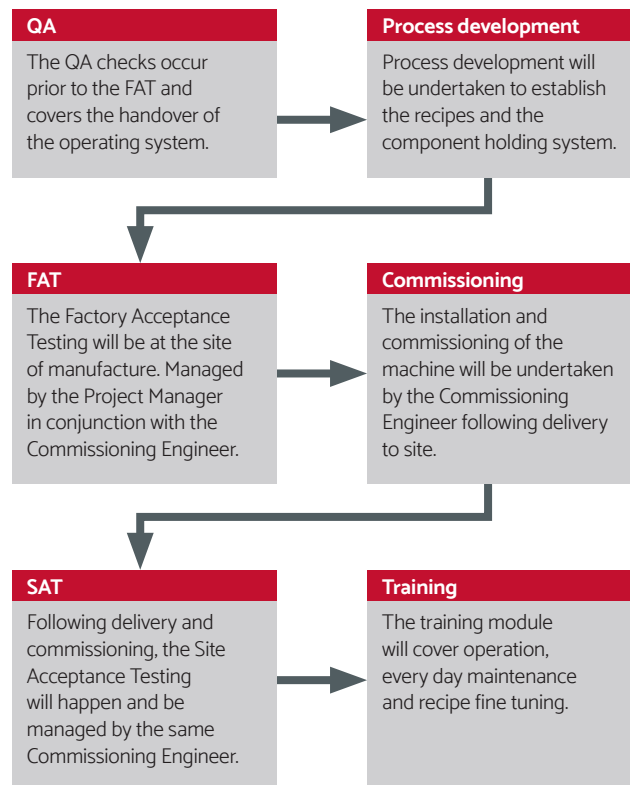 QA
The QA checks occur
prior to the FAT and
covers the handover of
the operating system.
Process development
Process development will
be undertaken to establish
the recipes and the
component holding system.
FAT
The Factory Acceptance
Testing will be at the site
of manufacture. Managed
by the Project Manager
in conjunction with the
Commissioning Engineer.
Commissioning
The installation and
commissioning of the
machine will be undertaken
by the Commissioning
Engineer following delivery
to site.
SAT
Following delivery and
commissioning, the Site
Acceptance Testing
will happen and be
managed by the same
Commissioning Engineer.
Training
The training module
will cover operation,
every day maintenance
and recipe fine tuning.